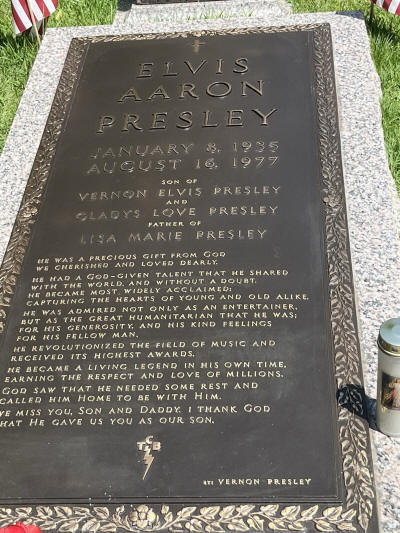 ELVIS
AARON
PRESLEY
JANUARY 8, 1935
AUGUST 16, 1977
SON OF
VERNON ELVIS PRESLEY
AND
GLADYS LOVE PRESLEY
FATHER OF
LISA MARIE PRESLEY
HE WAS A PRECIOUS GIFT FROM GOD
WE CHERISHED AND LOVED DEARLY.
HE HAD A GOD-GIVEN TALENT THAT HE SHARED
WITH THE WORLD, AND WITHOUT A DOUBT,
HE BECAME MOST WIDELY ACCLAIMED;
CAPTURING THE HEARTS OF YOUNG AND OLD ALIKE.
HE WAS ADMIRED NOT ONLY AS AN ENTERTAINER,
BUT AS THE GREAT HUMANITARIAN THAT HE WAS;
FOR HIS GENEROSITY, AND HIS KIND FEELINGS
FOR HIS FELLOW MAN.
HE REVOLUTIONIZED THE FIELD OF MUSIC AND
RECEIVED ITS HIGHEST AWARDS.
HE BECAME A LIVING LEGEND IN HIS OWN TIME,
EARNING THE RESPECT AND LOVE OF MILLIONS.
GOD SAW THAT HE NEEDED SOME REST AND
CALLED HIM HOME TO BE WITH HIM.
WE MISS YOU, SON AND DADDY. I THANK GOD
THAT HE GAVE US YOU AS OUR SON.
TCB
BY: VERNON PRESLEY